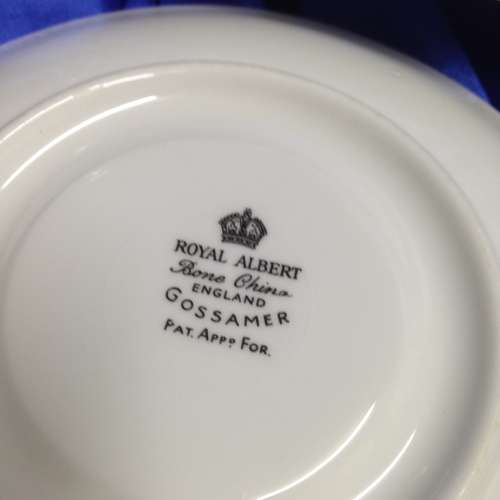 ROYAL ALBERT
Bone China
ENGLAND
GOSSAMER
PAT. APPD FOR.